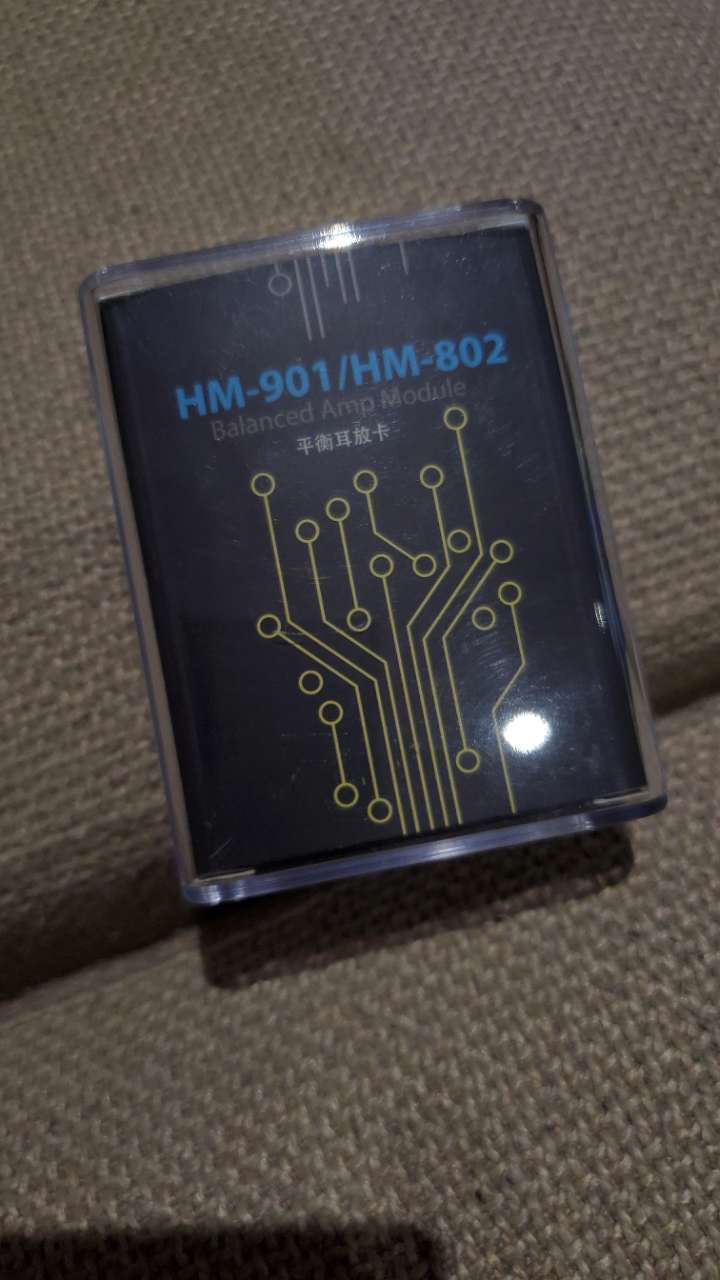 HM-901/HM-802
Balanced Amp Module
平衡耳放卡